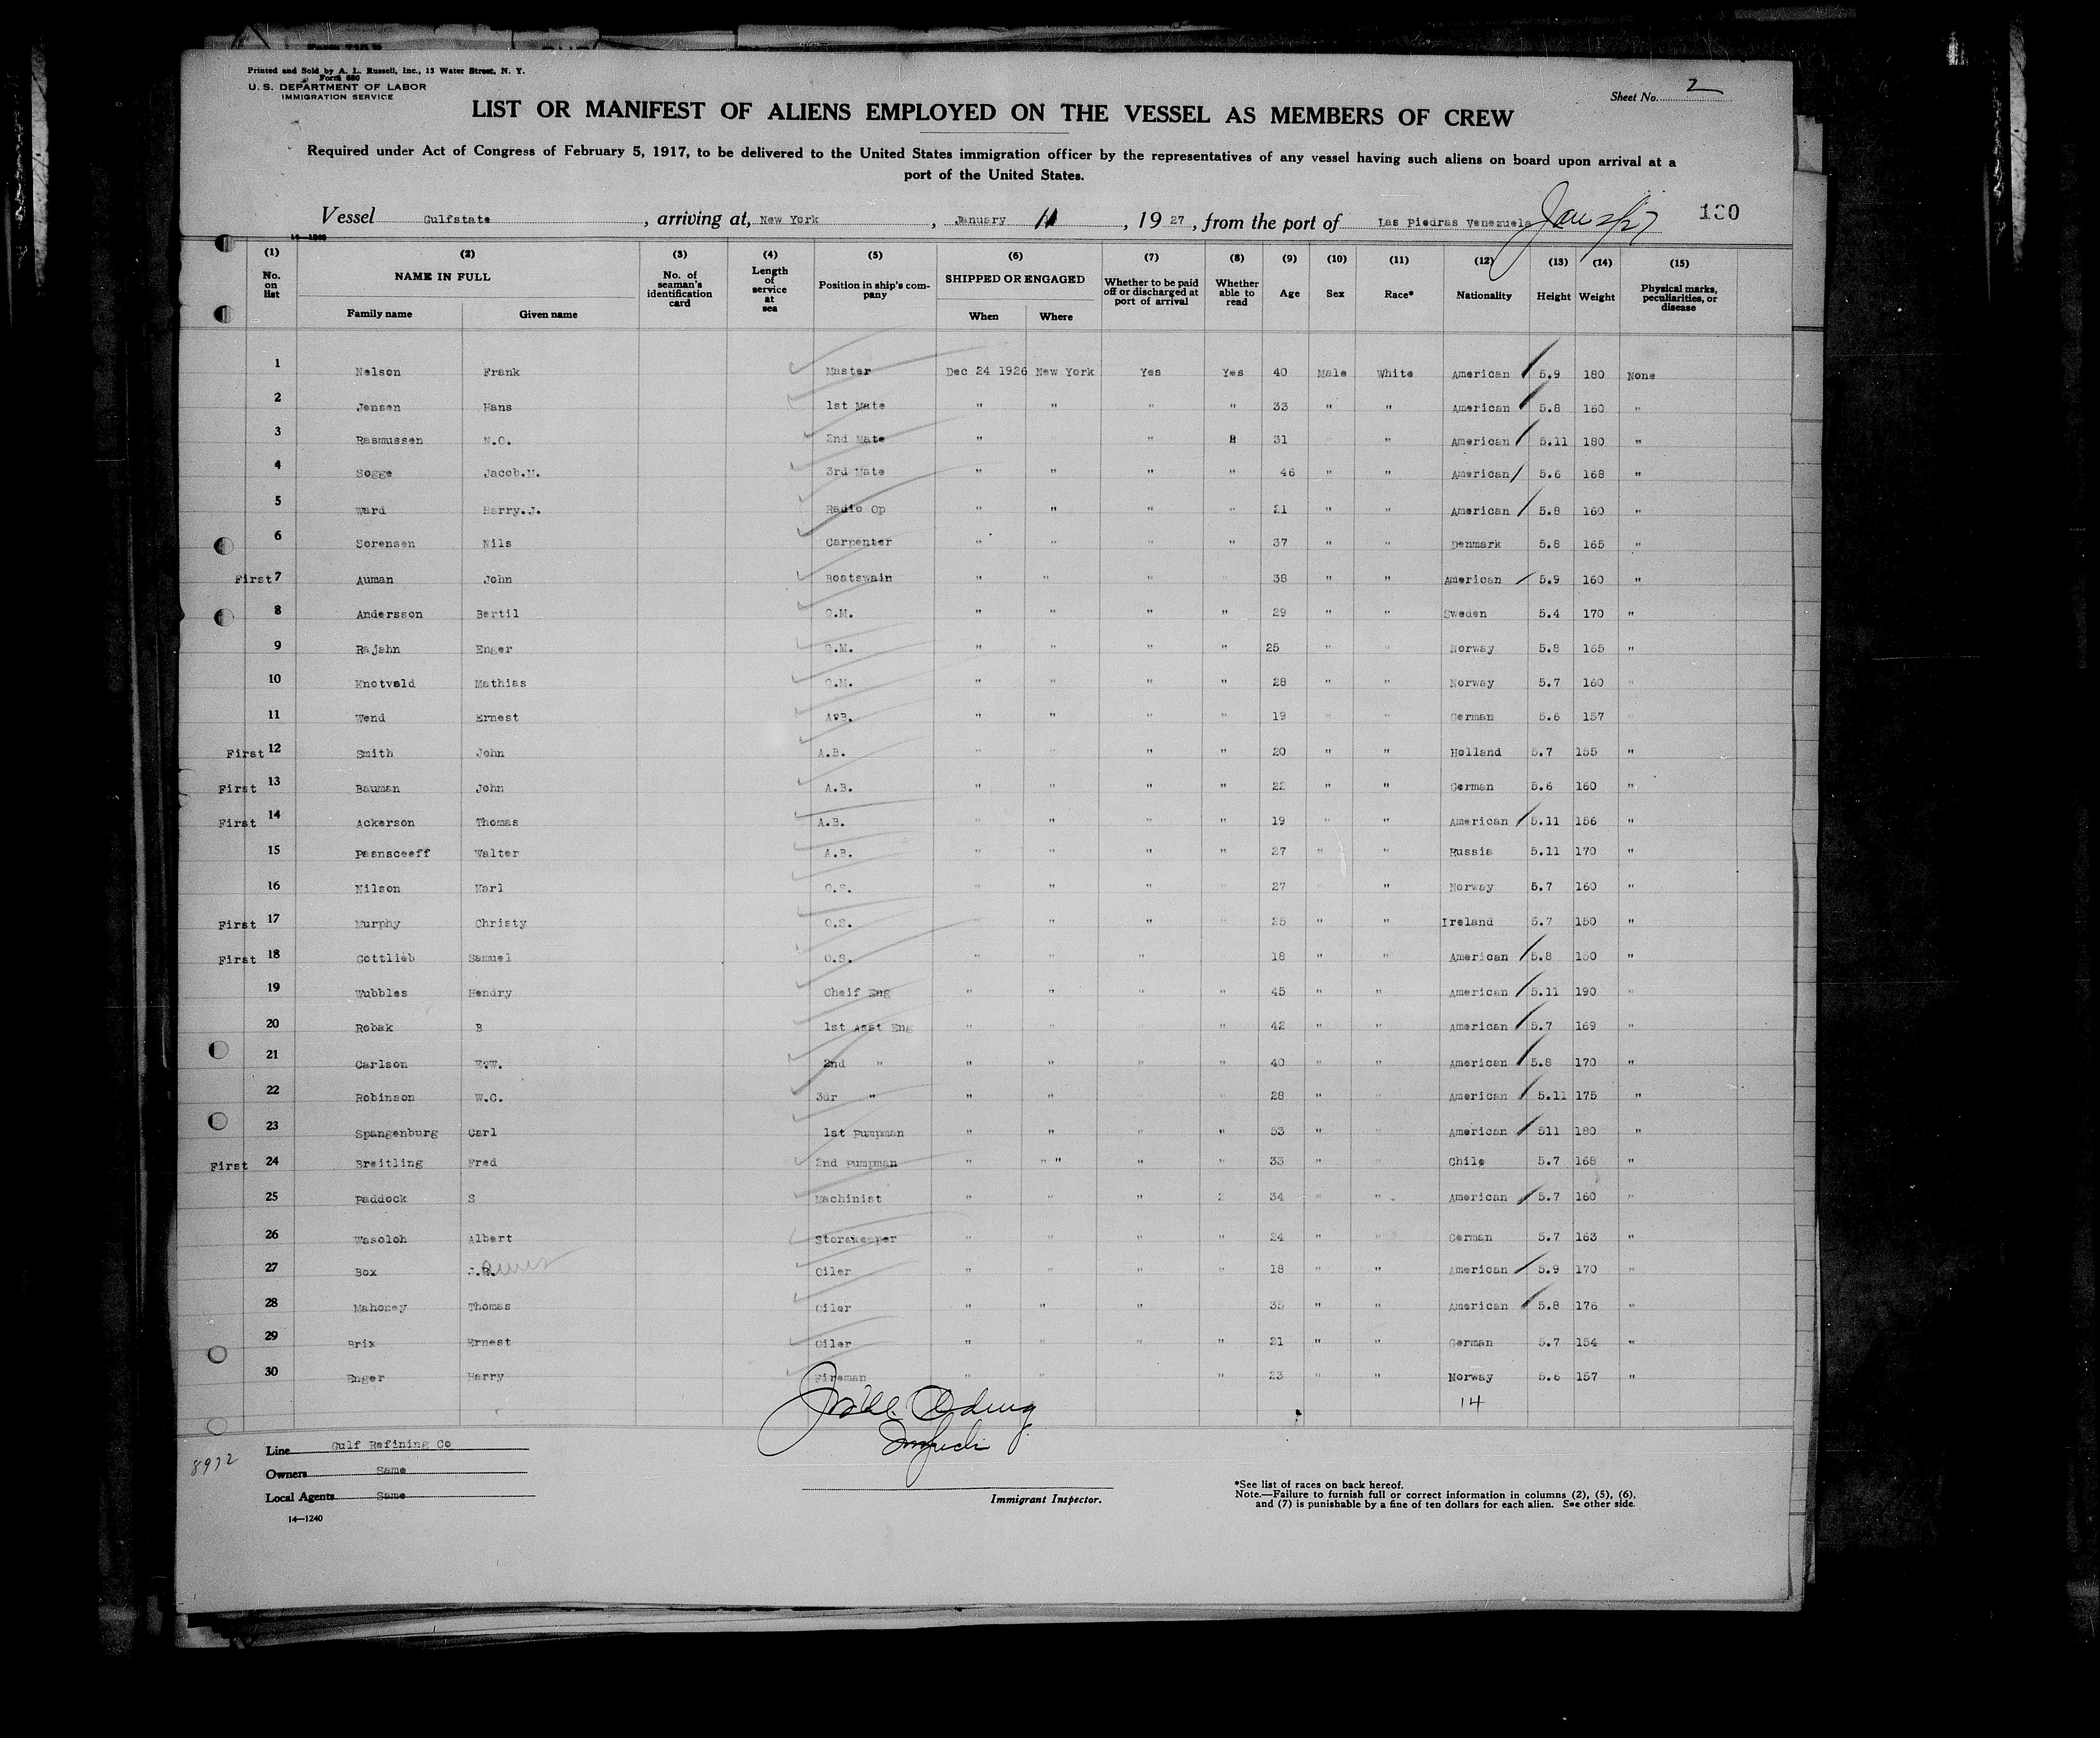 Printed and Sold by A. L. Russell, Inc., 13 Water Street, N. Y.
Form 680
U. S. DEPARTMENT OF LABOR
IMMIGRATION SERVICE
Sheet No. 2
LIST OR MANIFEST OF ALIENS EMPLOYED ON THE VESSEL AS MEMBERS OF CREW
Required under Act of Congress of February 5, 1917, to be delivered to the United States immigration officer by the representatives of any vessel having such aliens on board upon arrival at a
port of the United States.
Vessel Gulfstate, arriving at, New York, January 11, 1927, from the port of Las Piedras Venezuela Jan 2/27 130
14-1240
(1) No. on list (2) NAME IN FULL Family name Given name (3) No. of seaman's identification card (4) Length of service at sea (5) Position in ship's company (6) SHIPPED OR ENGAGED When Where (7) Whether to be paid off or discharged at port of arrival (8) Whether able to read (9) Age (10) Sex (11) Race* (12) Nationality (13) Height (14) Weight (15) Physical marks, peculiarities, or disease
1 Nelson Frank Master Dec 24 1926 New York Yes Yes 40 Male White American 5.9 180 None
2 Jensen Hans 1st Mate " " " " 33 " " American 5.8 160 "
3 Rasmussen N.C. 2nd Mate " " " 31 " American 5.11 180 "
4 Sogge Jacob.M. 3rd Mate " " " " 46 " " American 5.6 168 "
5 Ward Harry.J. Radio Op " " " " 21 " " American 5.8 160 "
6 Sorensen Nils Carpenter " " " " 37 " " Denmark 5.8 165 "
First 7 Auman John Boatswain " " " 38 " " American 5.9 160 "
8 Andersson Bertil Q.M. " " " " 29 " " Sweden 5.4 170 "
9 Rajahn Enger Q.M. " " " " 25 " " Norway 5.8 165 "
10 Knotveld Mathias Q.M. " " " " 28 " " Norway 5.7 160 "
11 Wend Ernest A.B. " " " " 19 " " German 5.6 157 "
First 12 Smith John A.B. " " " " 20 " " Holland 5.7 155 "
First 13 Bauman John A.B. " " " " 22 " " German 5.6 160 "
First 14 Ackerson Thomas A.B. " " " " 19 " " American 5.11 156 "
15 Pasnsceeff Walter A.B. " " " " 27 " " Russia 5.11 170 "
16 Nilson Karl O.S. " " " " 27 " " Norway 5.7 160 "
First 17 Murphy Christy O.S. " " " " 25 " " Ireland 5.7 150 "
First 18 Gottlieb Samuel O.S. " " " " 18 " " American 5.8 150 "
19 Wubbles Hendry Cheif Eng " " " " 45 " " American 5.11 190 "
20 Robak B 1st Asst Eng " " " 42 " " American 5.7 169 "
21 Carlson E.W. 2nd " " " " " 40 " " American 5.8 170 "
22 Robinson W.C. 3dr " " " " " 28 " " American 5.11 175 "
23 Spangenburg Carl 1st Pumpman " " " " 53 " " American 511 180 "
First 24 Breitling Fred 2nd Pumpman " " " " " 33 " " Chile 5.7 168 "
25 Paddock S Machinist " " " 34 " " American 5.7 160 "
26 Wasoloh Albert Storekeeper " " " " 24 " " German 5.7 163 "
27 Box J.R. James Oiler " " " " 18 " " American 5.9 170 "
28 Mahoney Thomas Oiler " " " 35 " " American 5.8 176 "
29 Brix Ernest Oiler " " " " 21 " " German 5.7 154 "
30 Enger Harry Fireman " " " 23 " " Norway 5.6 157 "
14
8972
Line Gulf Refining Co
Owners Same
Local Agents Same
14—1240
Immigrant Inspector.
*See list of races on back hereof.
Note.—Failure to furnish full or correct information in columns (2), (5), (6),
and (7) is punishable by a fine of ten dollars for each alien. See other side.